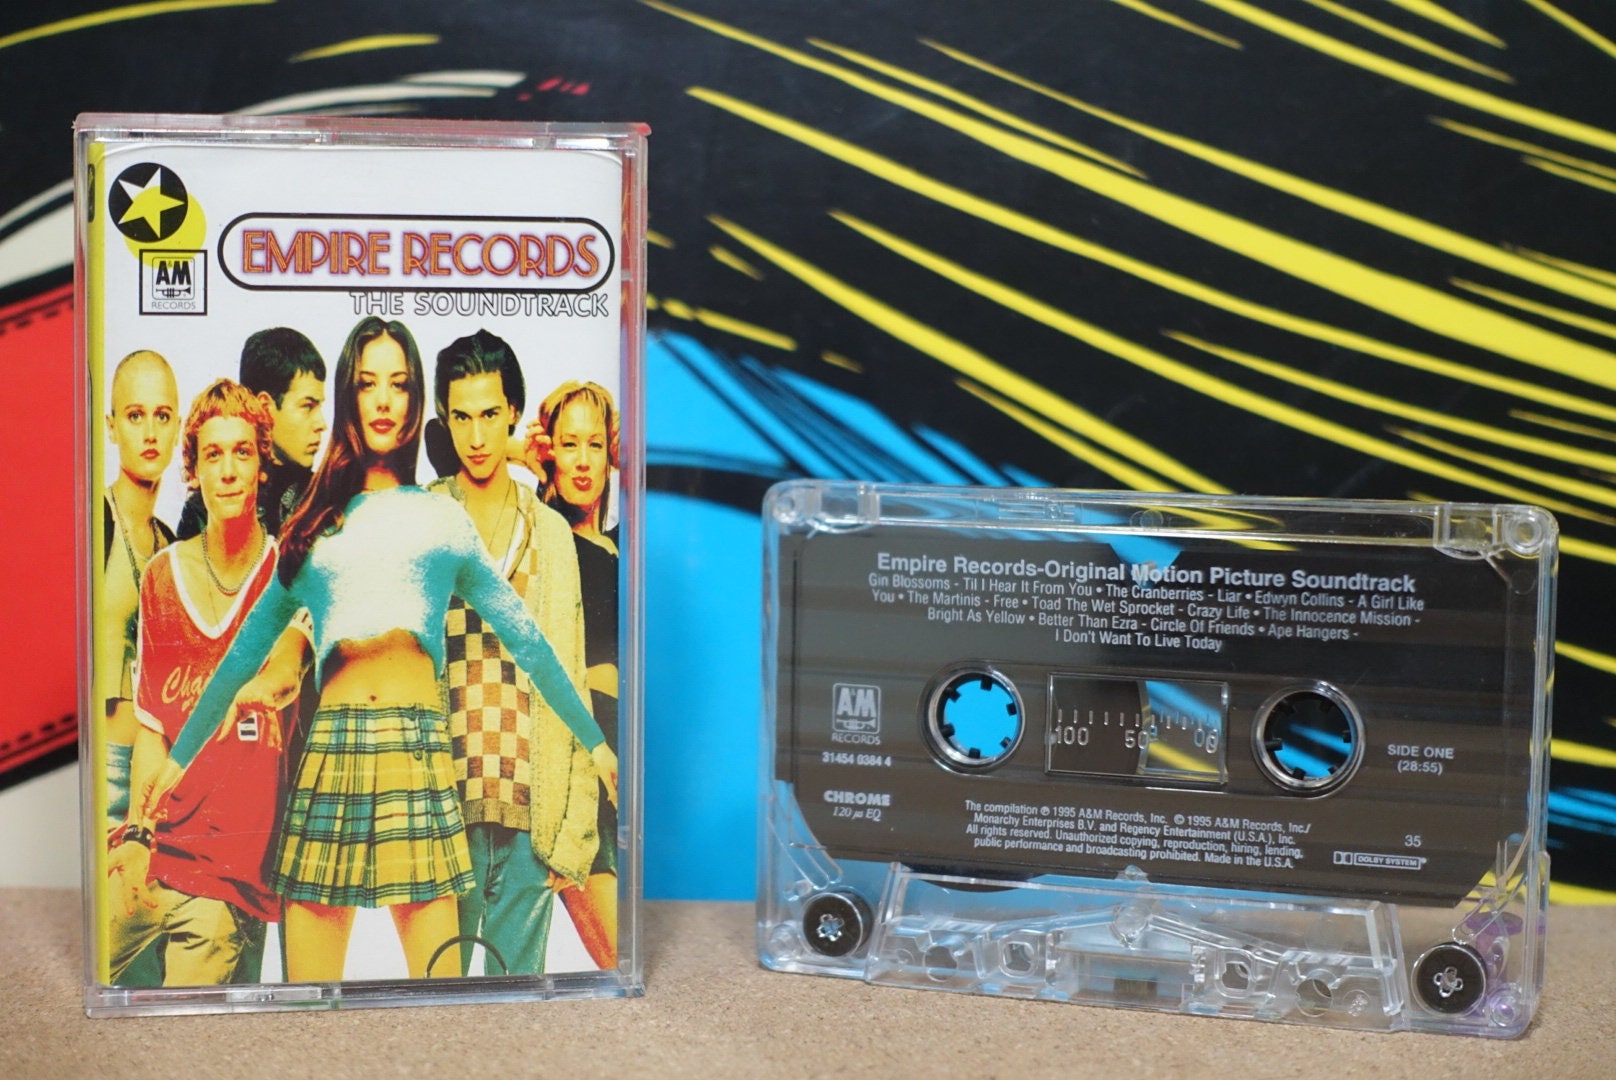 EMPIRE RECORDS
THE SOUNDTRACK
A&M
RECORDS
Cha
Empire Records-Original Motion Picture Soundtrack
Gin Blossoms - Til I Hear It From You • The Cranberries - Liar • Edwyn Collins - A Girl Like
You • The Martinis - Free • Toad The Wet Sprocket - Crazy Life • The Innocence Mission -
Bright As Yellow • Better Than Ezra - Circle Of Friends • Ape Hangers -
I Don't Want To Live Today
A&M
RECORDS
31454 0384 4
CHROME
120 µs EQ
100 50 00
SIDE ONE
(28:55)
The compilation ℗ 1995 A&M Records, Inc. © 1995 A&M Records, Inc./
Monarchy Enterprises B.V. and Regency Entertainment (U.S.A.), Inc.
All rights reserved. Unauthorized copying, reproduction, hiring, lending,
public performance and broadcasting prohibited. Made in the U.S.A.
35
DOLBY SYSTEM®